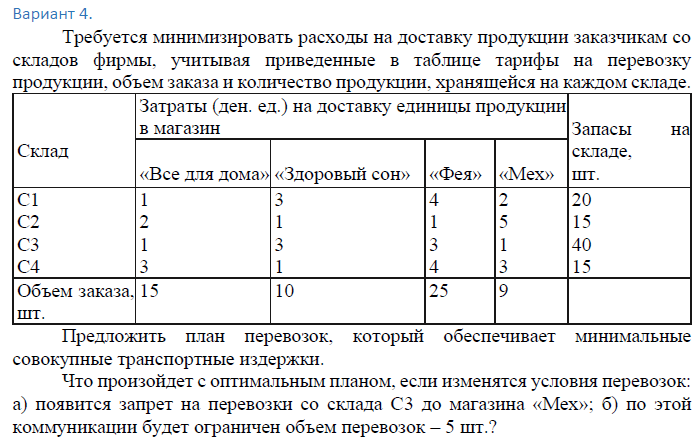 Вариант 4.
Требуется минимизировать расходы на доставку продукции заказчикам со
складов фирмы, учитывая приведенные в таблице тарифы на перевозку
продукции, объем заказа и количество продукции, хранящейся на каждом складе.
Склад
Затраты (ден. ед.) на доставку единицы продукции
в магазин
Запасы на
складе,
шт.
«Все для дома» «Здоровый сон» «Фея» «Мех»
С1 1 3 4 2 20
С2 2 1 1 5 15
С3 1 3 3 1 40
С4 3 1 4 3 15
Объем заказа, 15 10 25 9
шт.
Предложить план перевозок, который обеспечивает минимальные
совокупные транспортные издержки.
Что произойдет с оптимальным планом, если изменятся условия перевозок:
а) появится запрет на перевозки со склада С3 до магазина «Мех»; б) по этой
коммуникации будет ограничен объем перевозок – 5 шт.?